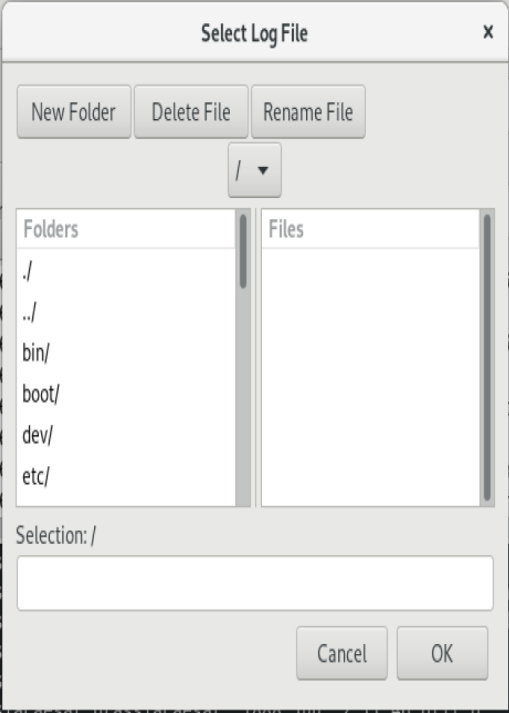 Select Log File x
New Folder Delete File Rename File
/
Folders Files
./
../
bin/
boot/
dev/
etc/
Selection: /
Cancel OK